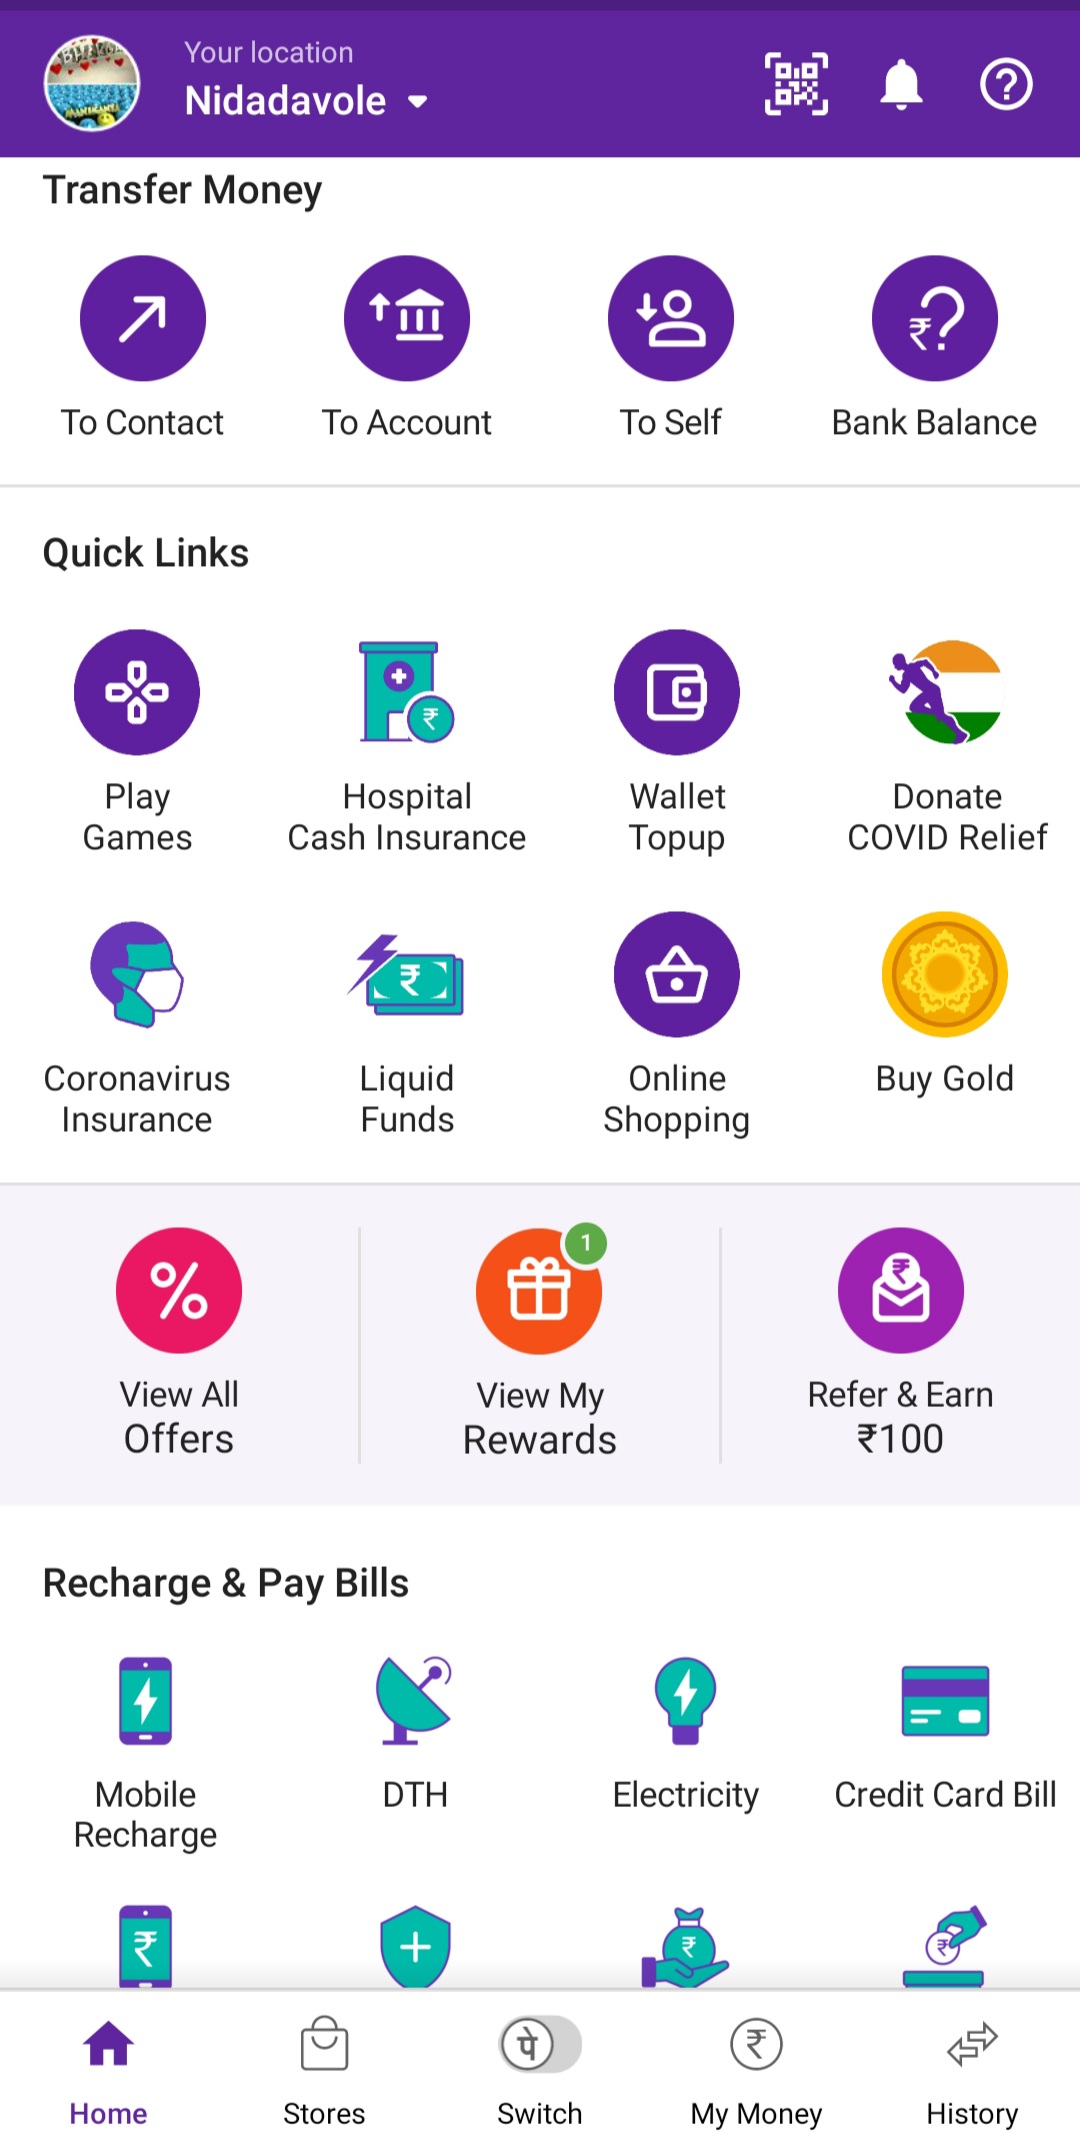 Your location
Nidadavole
Transfer Money
To Contact
To Account
To Self
Bank Balance
Quick Links
Play
Games
Hospital
Cash Insurance
Wallet
Topup
Donate
COVID Relief
Coronavirus
Insurance
Liquid
Funds
Online
Shopping
Buy Gold
1
View All
Offers
View My
Rewards
Refer & Earn
₹100
Recharge & Pay Bills
Mobile
Recharge
DTH
Electricity
Credit Card Bill
पे
Home
Stores
Switch
My Money
History